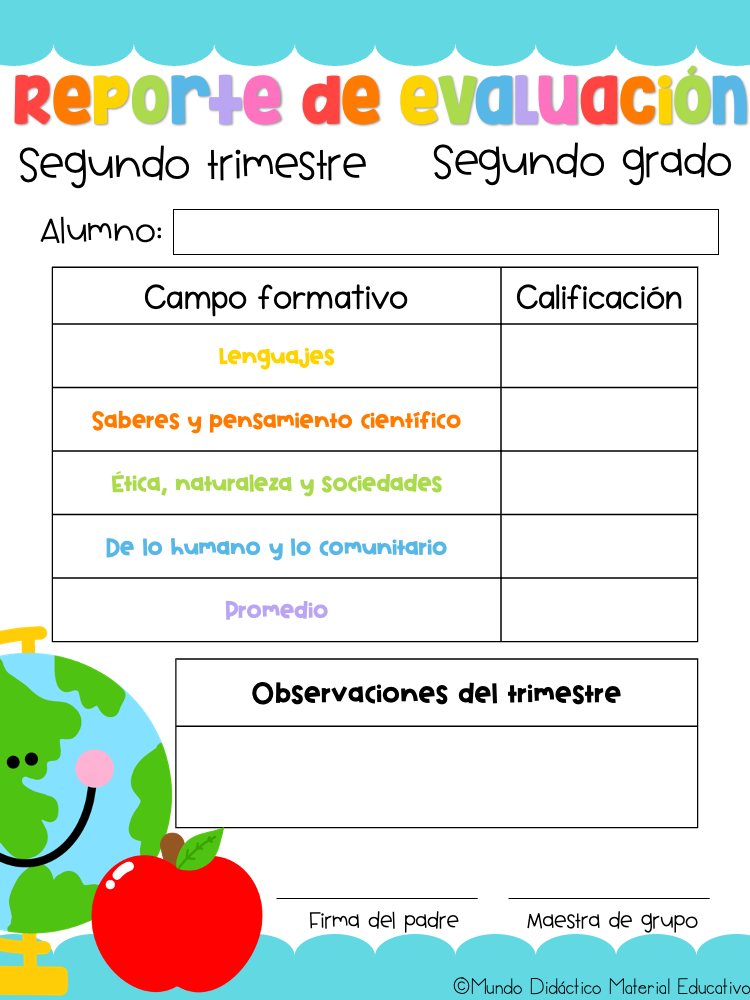 Reporte de evaluación
Segundo trimestre Segundo grado
Alumno:
Campo formativo Calificación
Lenguajes
Saberes y pensamiento científico
Ética, naturaleza y sociedades
De lo humano y lo comunitario
Promedio
Observaciones del trimestre
Firma del padre Maestra de grupo
©Mundo Didáctico Material Educativo